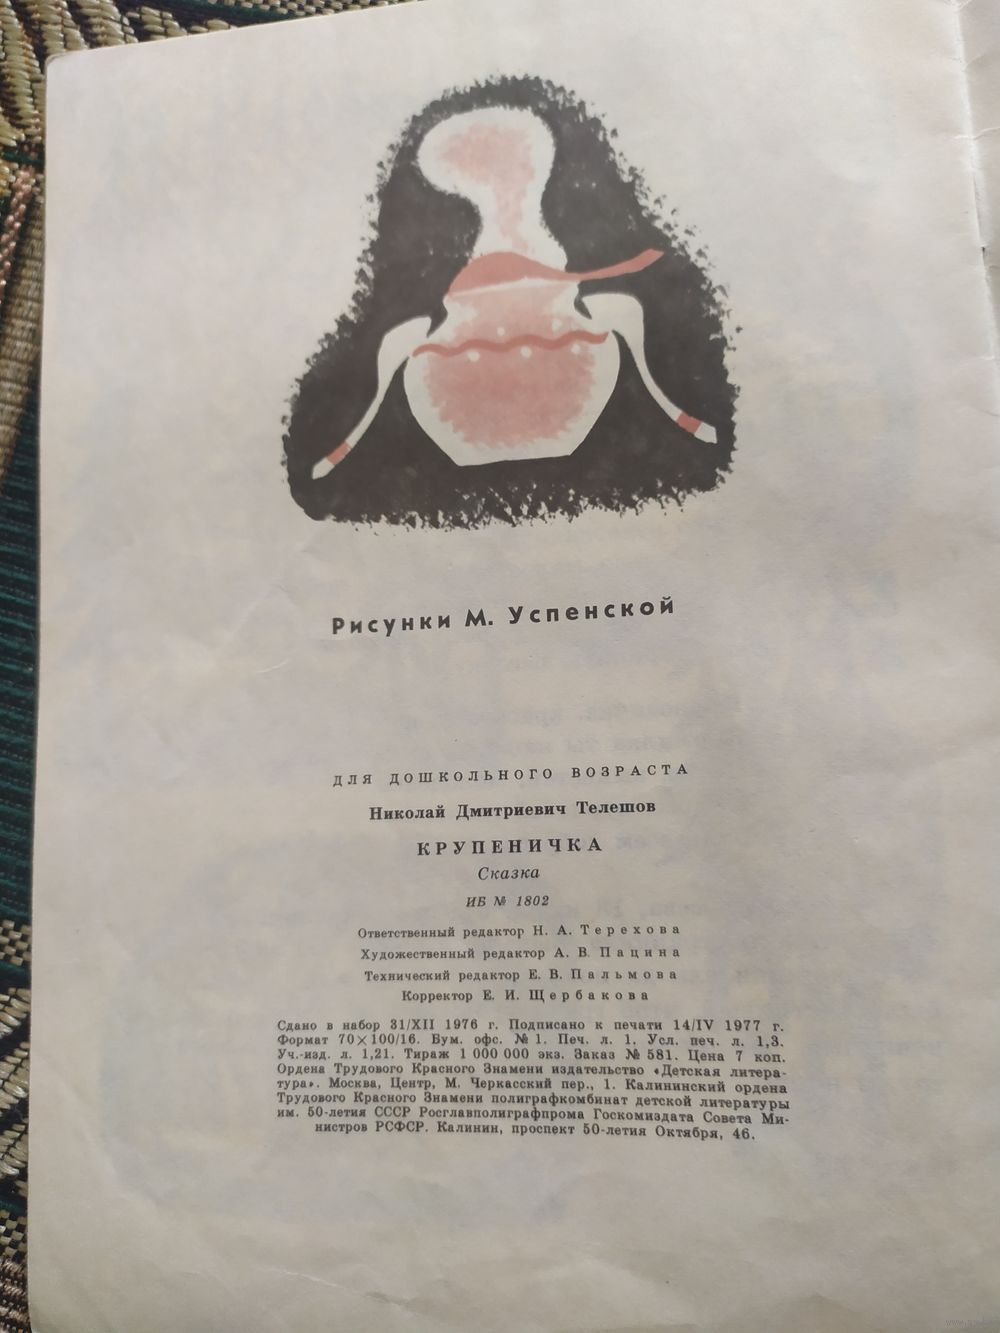 Рисунки М. Успенской
ДЛЯ ДОШКОЛЬНОГО ВОЗРАСТА
Николай Дмитриевич Телешов
КРУПЕНИЧКА
Сказка
ИБ № 1802
Ответственный редактор Н. А. Терехова
Художественный редактор А. В. Пацина
Технический редактор Е. В. Пальмова
Корректор Е. И. Щербакова
Сдано в набор 31/XII 1976 г. Подписано к печати 14/IV 1977 г.
Формат 70×100/16. Бум. офс. № 1. Печ. л. 1. Усл. печ. л. 1,3.
Уч.-изд. л. 1,21. Тираж 1 000 000 экз. Заказ № 581. Цена 7 коп.
Ордена Трудового Красного Знамени издательство «Детская литера-
тура». Москва, Центр, М. Черкасский пер., 1. Калининский ордена
Трудового Красного Знамени полиграфкомбинат детской литературы
им. 50-летия СССР Росглавполиграфпрома Госкомиздата Совета Ми-
нистров РСФСР. Калинин, проспект 50-летия Октября, 46.